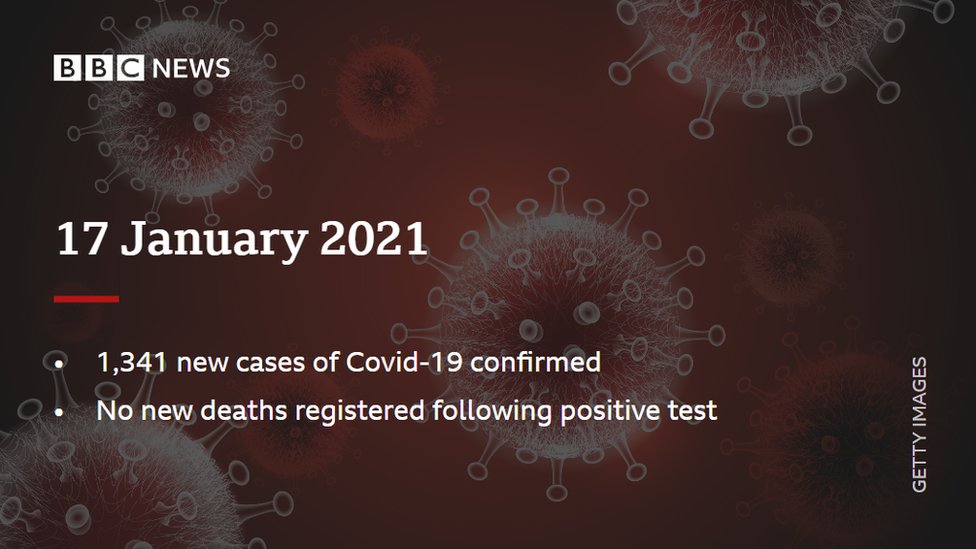 BBC NEWS
17 January 2021
• 1,341 new cases of Covid-19 confirmed
• No new deaths registered following positive test
GETTY IMAGES